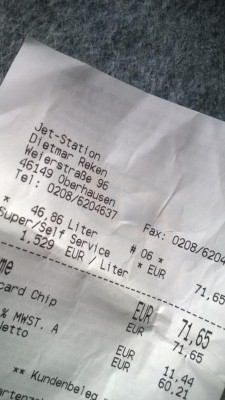 Jet-Station
Dietmar Reken
Weierstraße 96
46149 Oberhausen
Tel: 0208/6204637
Fax: 0208/6204
* 46,86 Liter # 06 *
Super/Self Service * EUR 71,65
1,529 EUR / Liter
me EUR 71,65
card Chip EUR 71,65
% MWST. A EUR 11,44
Netto EUR 60,21
** Kundenbeleg